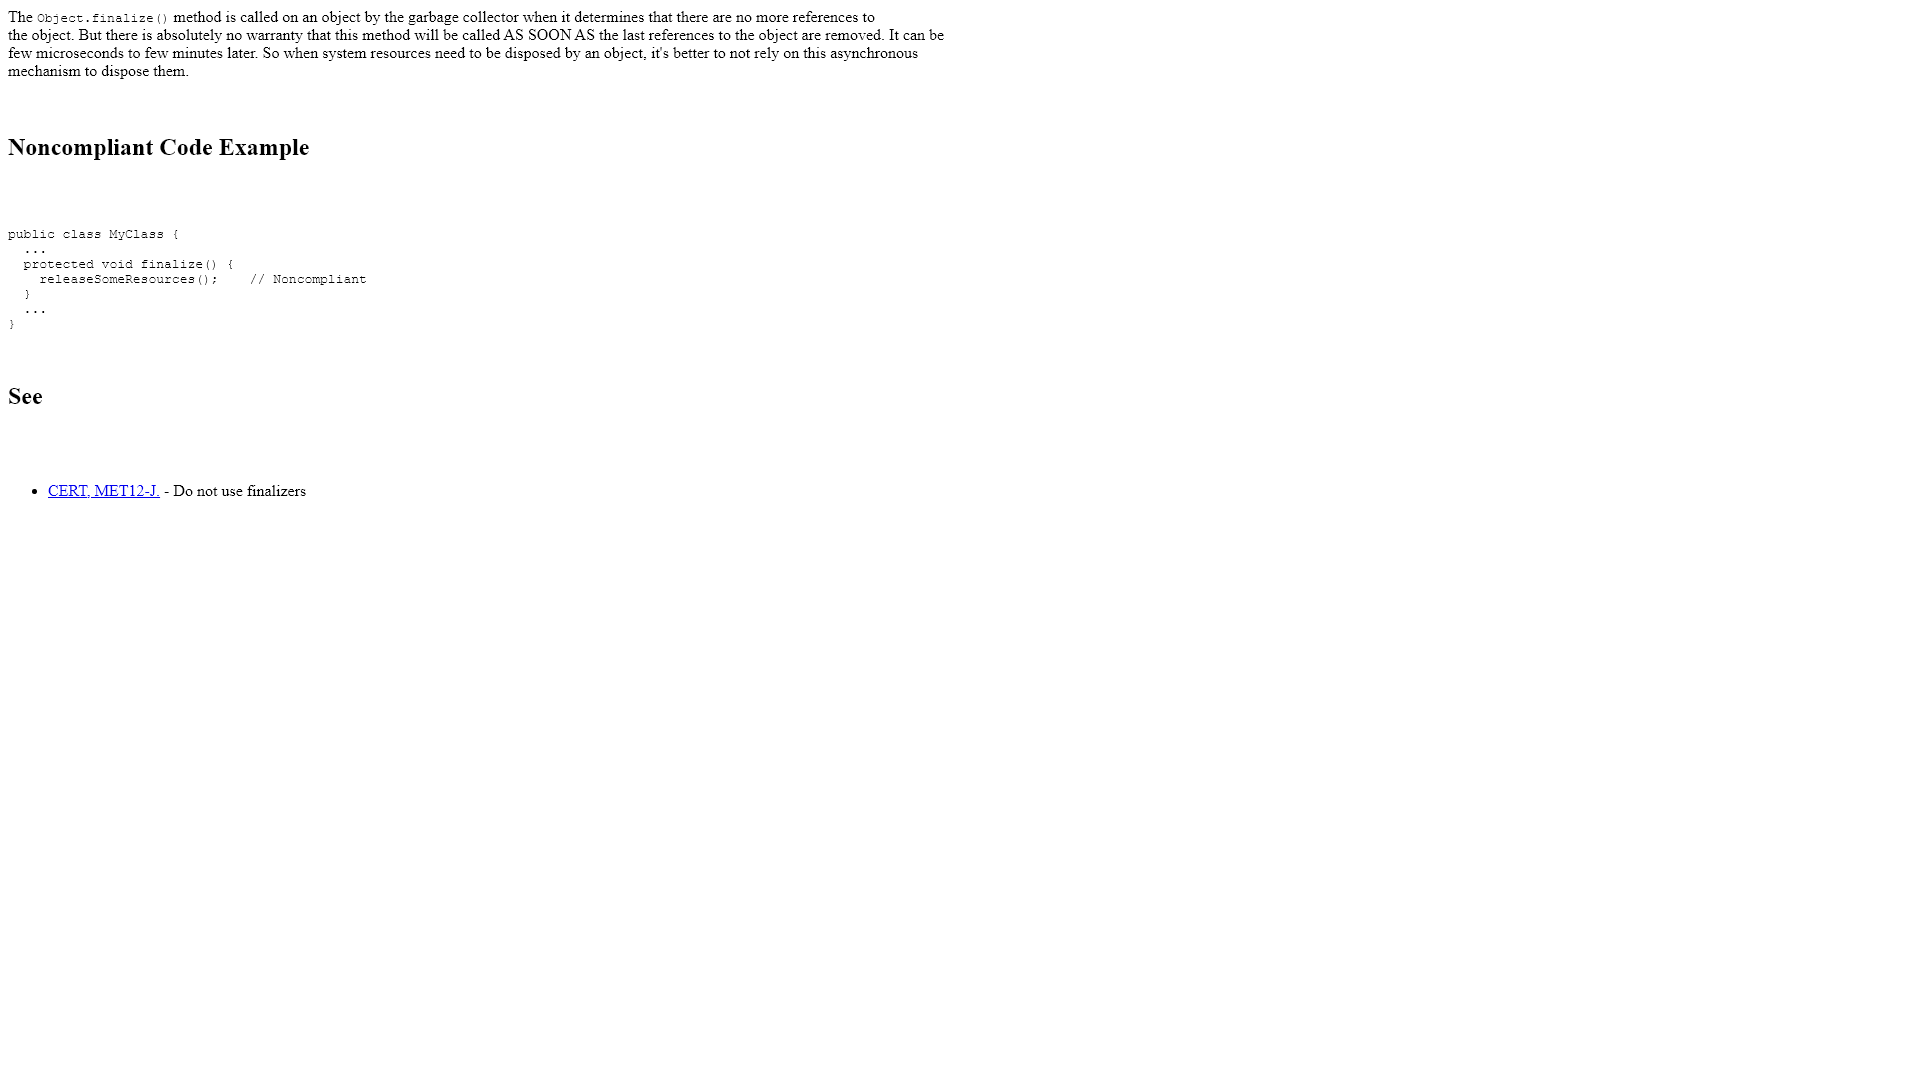 The Object.finalize() method is called on an object by the garbage collector when it determines that there are no more references to
the object. But there is absolutely no warranty that this method will be called AS SOON AS the last references to the object are removed. It can be
few microseconds to few minutes later. So when system resources need to be disposed by an object, it's better to not rely on this asynchronous
mechanism to dispose them.
Noncompliant Code Example
public class MyClass {
  ...
  protected void finalize() {
    releaseSomeResources();    // Noncompliant
  }
  ...
}
See
• CERT, MET12-J. - Do not use finalizers